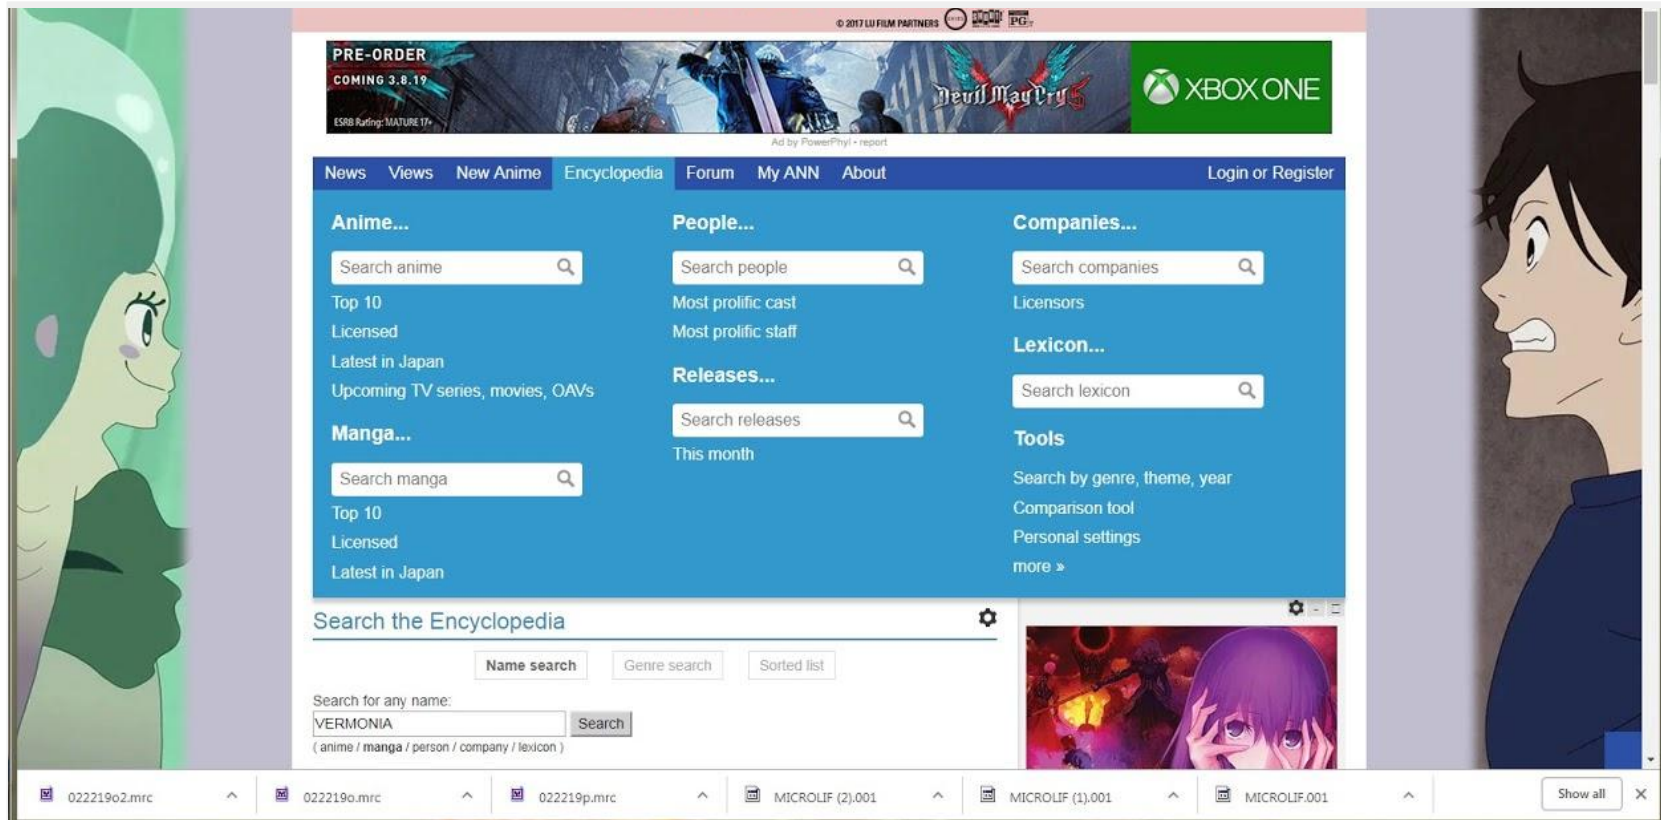 © 2017 LU FILM PARTNERS PG
PRE-ORDER
COMING 3.8.19
ESRB Rating: MATURE 17+
Devil May Cry 5
XBOX ONE
Ad by PowerPhyl • report
News Views New Anime Encyclopedia Forum My ANN About Login or Register
Anime...
Search anime
Top 10
Licensed
Latest in Japan
Upcoming TV series, movies, OAVs
Manga...
Search manga
Top 10
Licensed
Latest in Japan
People...
Search people
Most prolific cast
Most prolific staff
Releases...
Search releases
This month
Companies...
Search companies
Licensors
Lexicon...
Search lexicon
Tools
Search by genre, theme, year
Comparison tool
Personal settings
more »
Search the Encyclopedia
Name search Genre search Sorted list
Search for any name:
VERMONIA Search
( anime / manga / person / company / lexicon )
022219o2.mrc 022219o.mrc 022219p.mrc MICROLIF (2).001 MICROLIF (1).001 MICROLIF.001 Show all